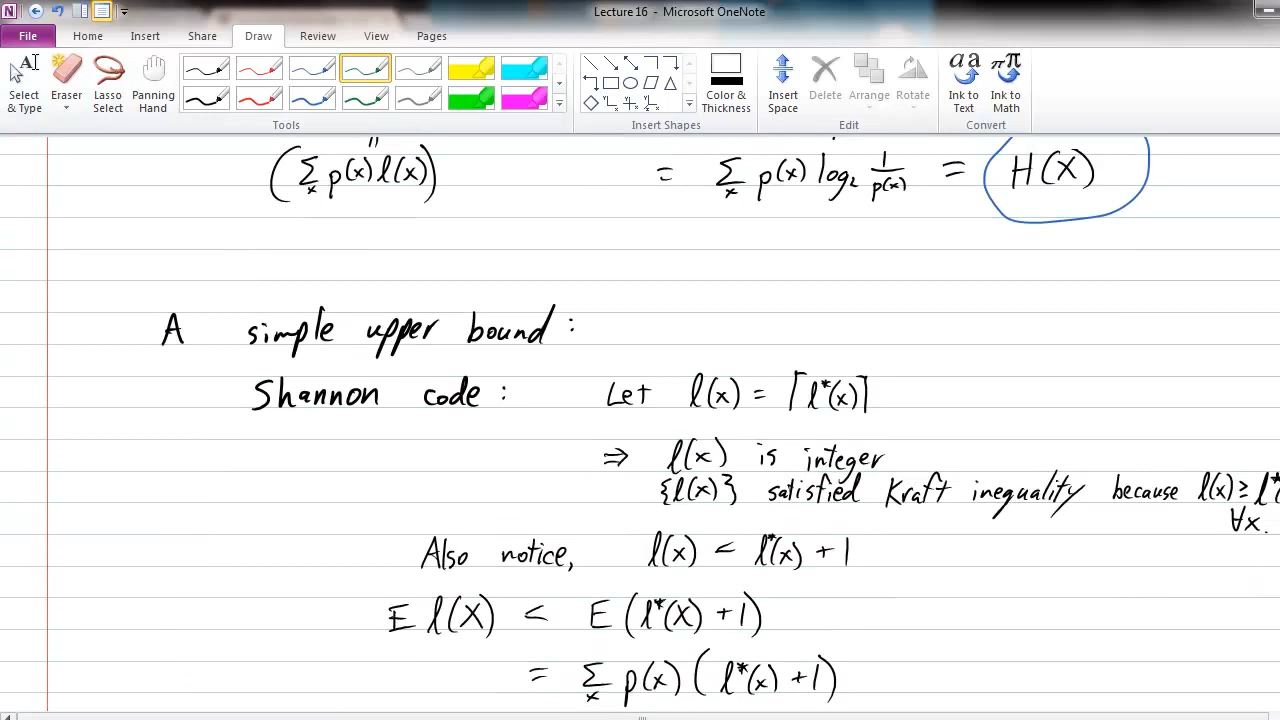 Lecture 16 - Microsoft OneNote
File Home Insert Share Draw Review View Pages
Select & Type Eraser Lasso Select Panning Hand Color & Thickness Insert Space Delete Arrange Rotate Ink to Text Ink to Math
Tools Insert Shapes Edit Convert
(∑ₓ p(x) l(x)) = ∑ₓ p(x) log₂ 1/p(x) = H(X)
A simple upper bound :
Shannon code : Let l(x) = ⌈l*(x)⌉
⇒ l(x) is integer
{l(x)} satisfied Kraft inequality because l(x) ≥ l*(
∀x.
Also notice, l(x) < l*(x) + 1
E l(X) < E (l*(X) + 1)
= ∑ₓ p(x) ( l*(x) + 1)